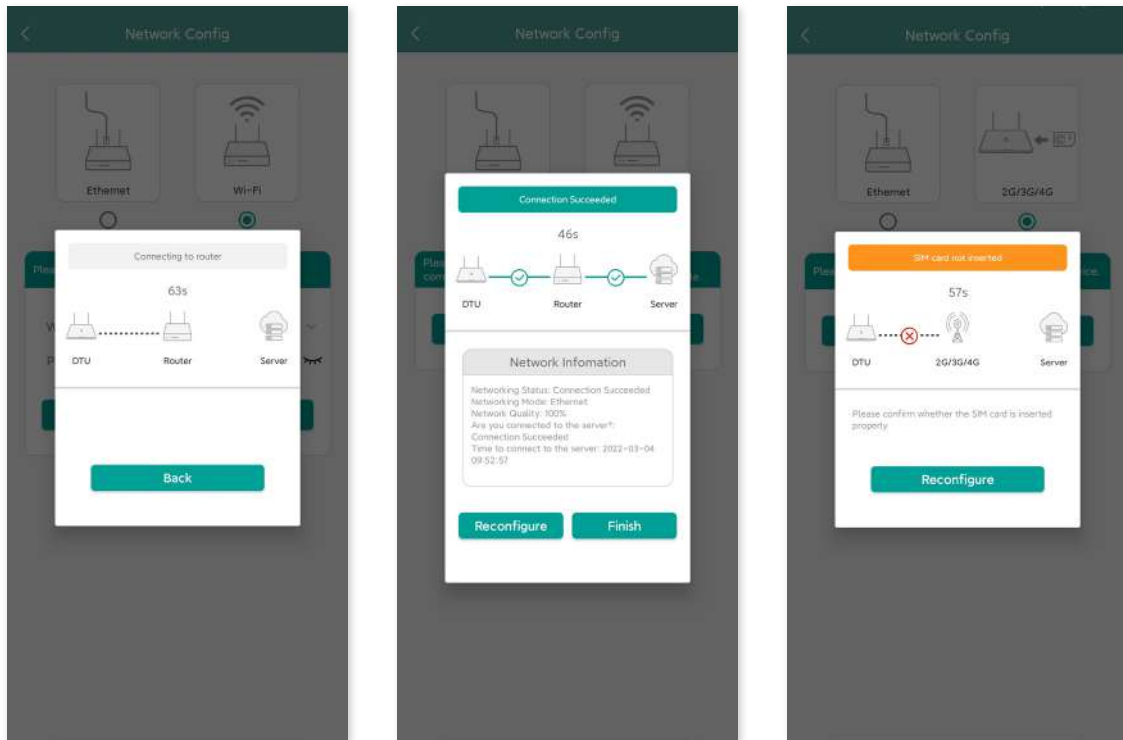 Network Config
Ethernet
Wi-Fi
Plea
Connecting to router
63s
DTU
Router
Server
Back
Network Config
Connection Succeeded
46s
DTU
Router
Server
Network Infomation
Networking Status: Connection Succeeded
Networking Mode: Ethernet
Network Quality: 100%
Are you connected to the server?:
Connection Succeeded
Time to connect to the server: 2022-03-04
09:52:57
Reconfigure
Finish
Network Config
Ethernet
2G/3G/4G
Plea
ice.
SIM card not inserted
57s
DTU
2G/3G/4G
Server
Please confirm whether the SIM card is inserted
properly
Reconfigure